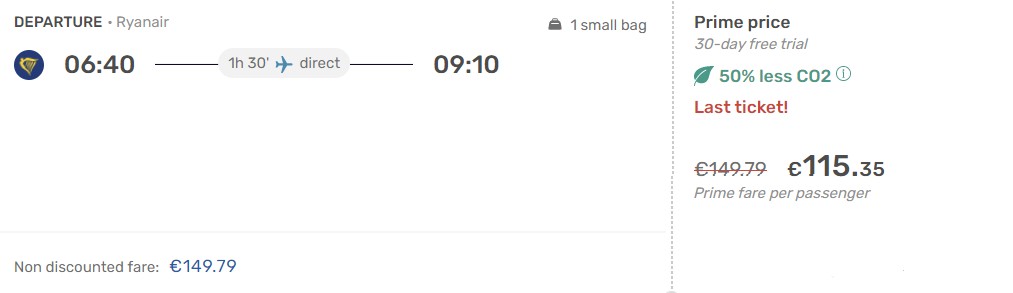 DEPARTURE · Ryanair
1 small bag
06:40
1h 30' direct
09:10
Non discounted fare: €149.79
Prime price
30-day free trial
50% less CO2
Last ticket!
€149.79 €115.35
Prime fare per passenger